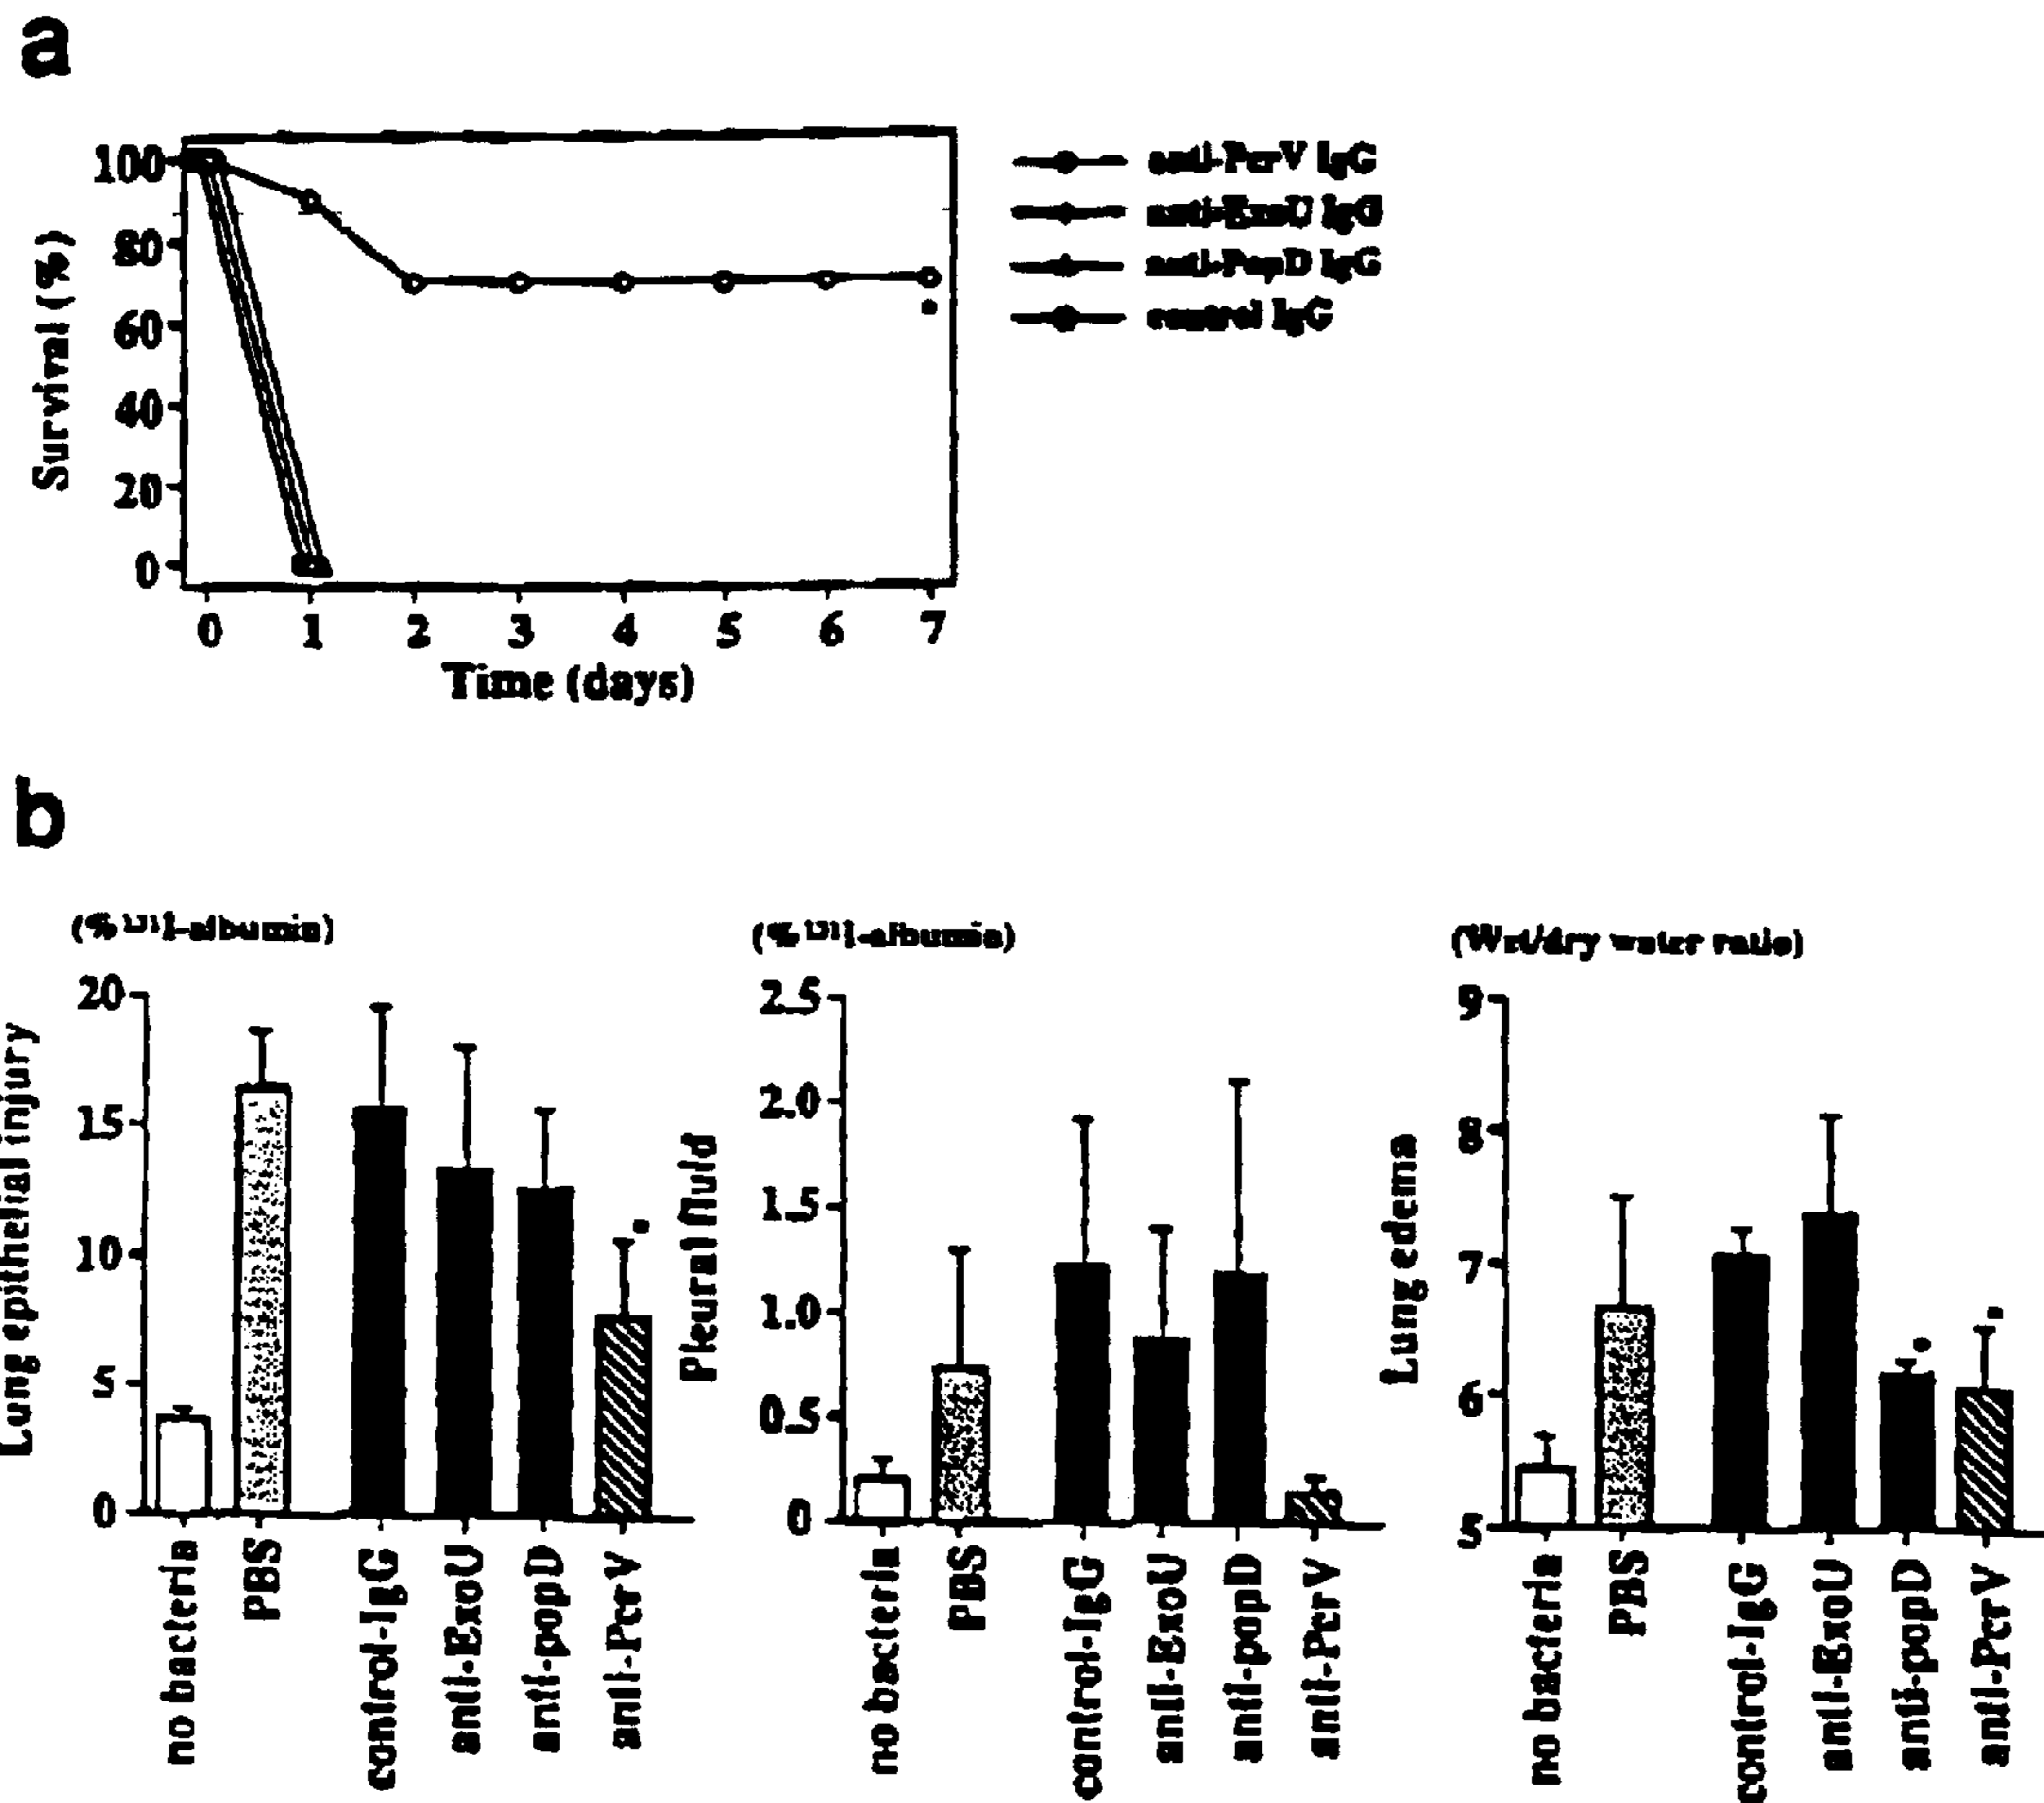 a
100
80
60
40
20
0
Survival (%)
0 1 2 3 4 5 6 7
Time (days)
anti-PcrV IgG
anti-ExoU IgG
anti-PopD IgG
control IgG
b
(% 131I-albumin)
20
15
10
5
0
Lung epithelial injury
no bacteria
PBS
control-IgG
anti-ExoU
anti-popD
anti-PcrV
(% 131I-albumin)
2.5
2.0
1.5
1.0
0.5
0
Pleural fluid
no bacteria
PBS
control-IgG
anti-ExoU
anti-popD
anti-PcrV
(Wet/dry water ratio)
9
8
7
6
5
Lung edema
no bacteria
PBS
control-IgG
anti-ExoU
anti-popD
anti-PcrV